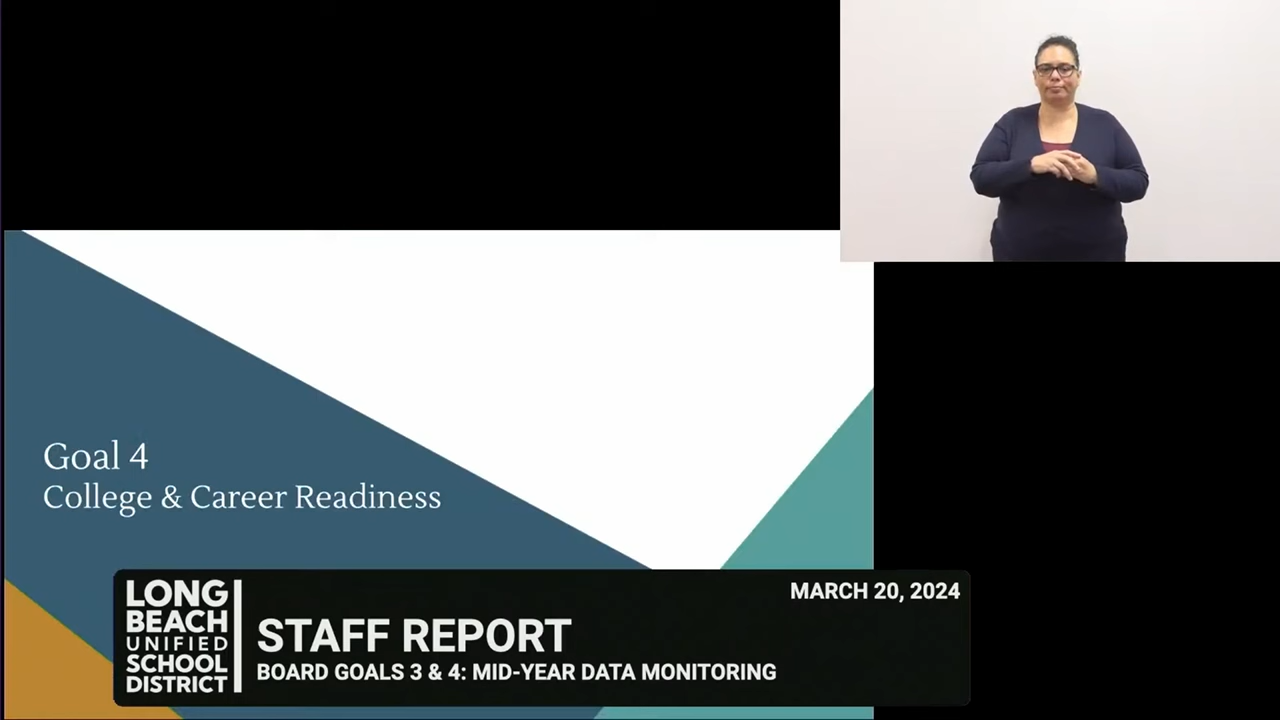 Goal 4
College & Career Readiness
LONG
BEACH
UNIFIED
SCHOOL
DISTRICT
MARCH 20, 2024
STAFF REPORT
BOARD GOALS 3 & 4: MID-YEAR DATA MONITORING